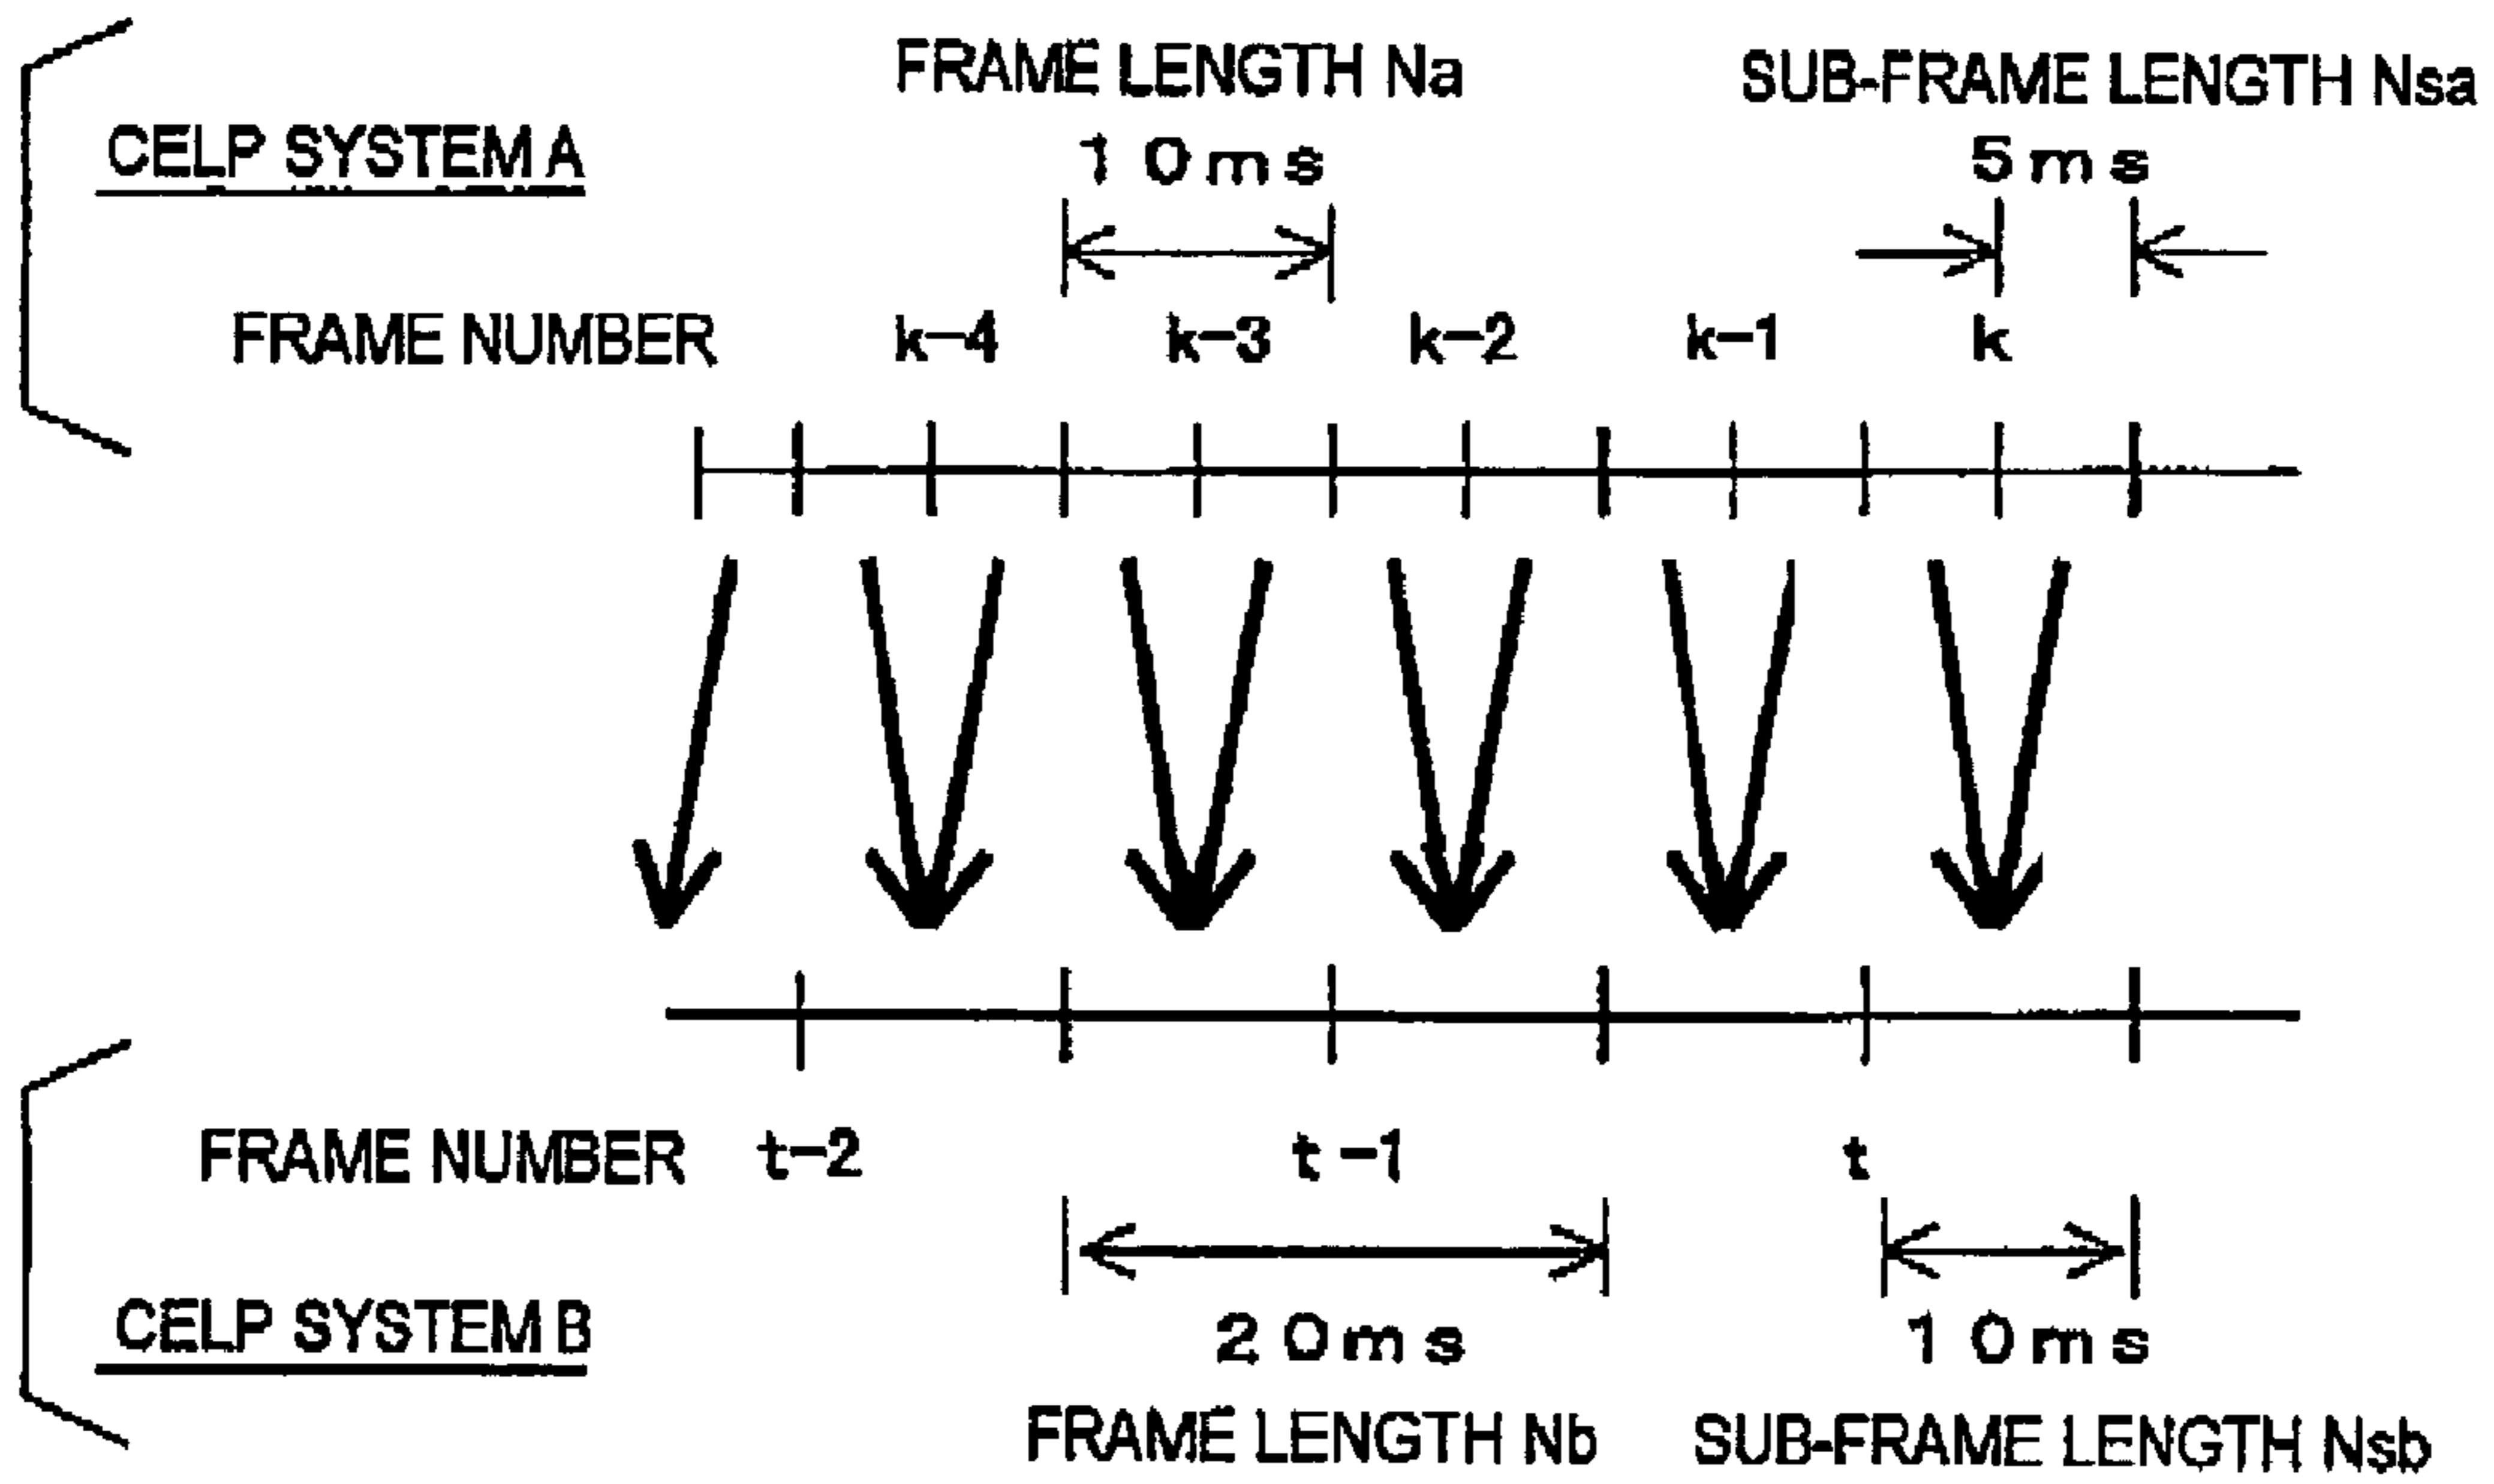 FRAME LENGTH Na
SUB-FRAME LENGTH Nsa
CELP SYSTEM A
10ms
5ms
FRAME NUMBER k-4 k-3 k-2 k-1 k
FRAME NUMBER t-2 t-1 t
CELP SYSTEM B
20ms
10ms
FRAME LENGTH Nb
SUB-FRAME LENGTH Nsb